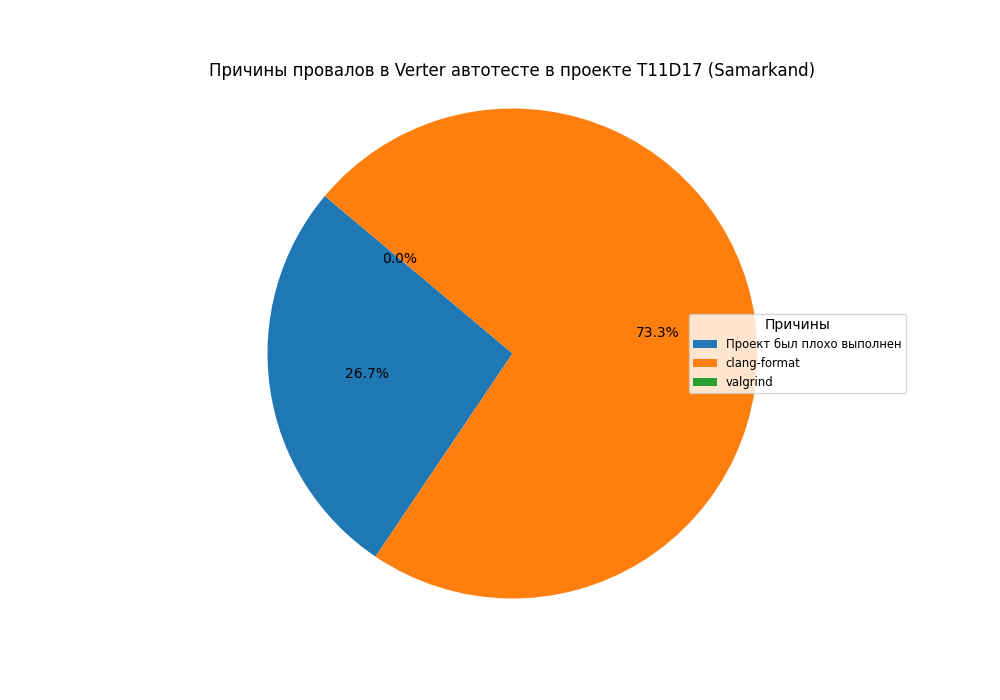 Причины провалов в Verter автотесте в проекте T11D17 (Samarkand)
0.0%
73.3%
26.7%
Причины
Проект был плохо выполнен
clang-format
valgrind